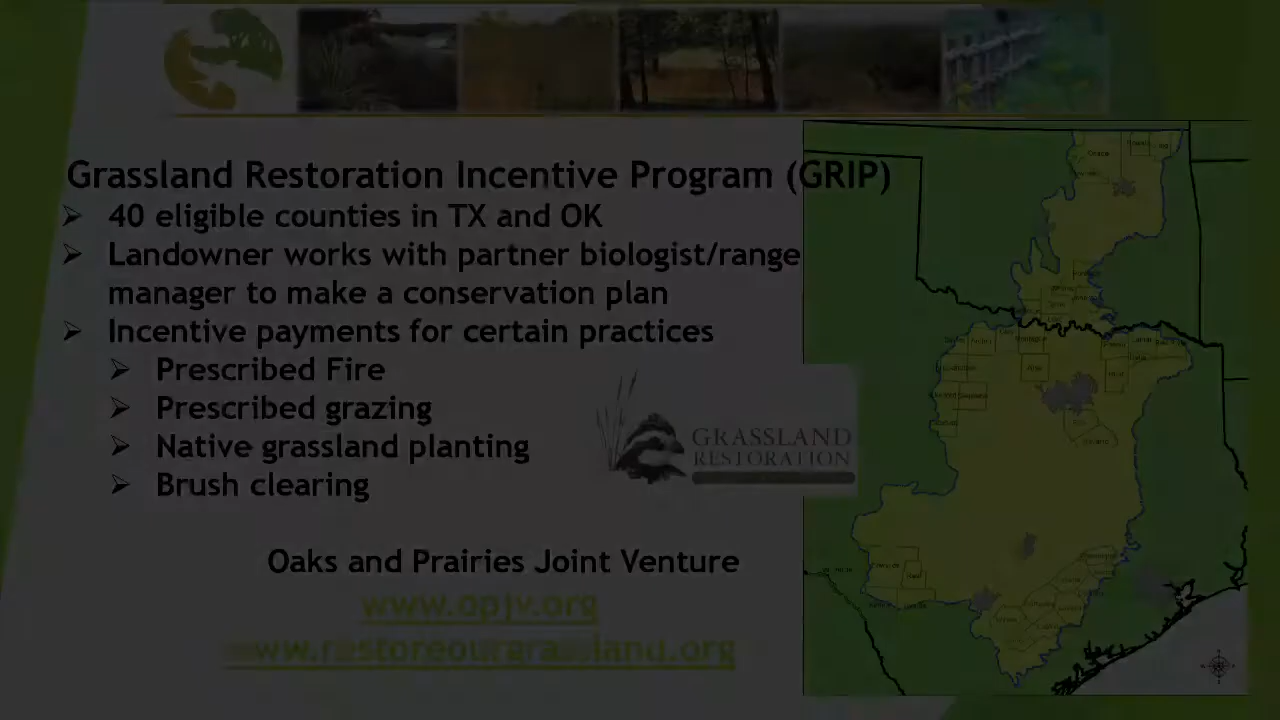 Grassland Restoration Incentive Program (GRIP)
➢ 40 eligible counties in TX and OK
➢ Landowner works with partner biologist/range
manager to make a conservation plan
➢ Incentive payments for certain practices
➢ Prescribed Fire
➢ Prescribed grazing
➢ Native grassland planting
➢ Brush clearing
GRASSLAND
RESTORATION
Oaks and Prairies Joint Venture
www.opjv.org